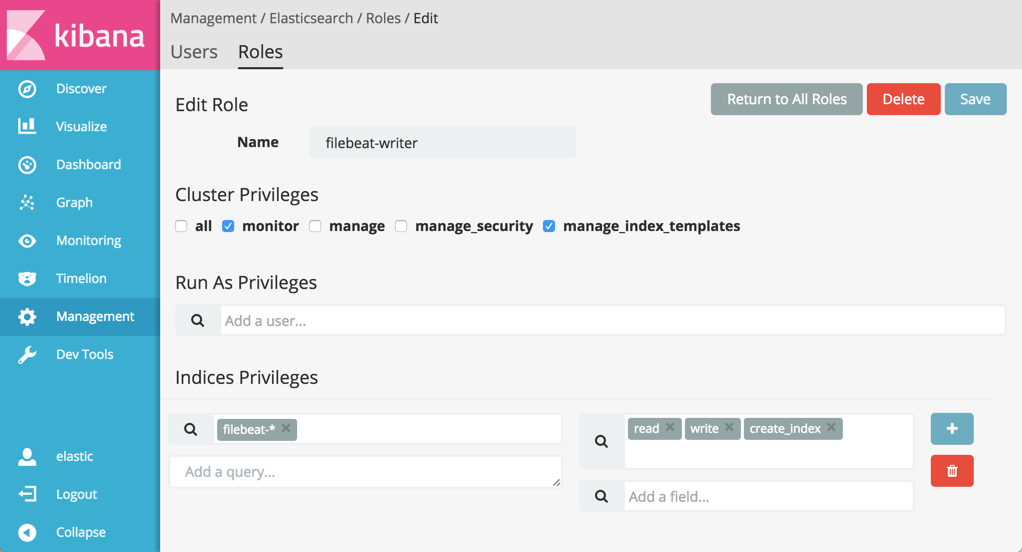 kibana
Discover
Visualize
Dashboard
Graph
Monitoring
Timelion
Management
Dev Tools
elastic
Logout
Collapse
Management / Elasticsearch / Roles / Edit
Users Roles
Edit Role
Return to All Roles Delete Save
Name filebeat-writer
Cluster Privileges
all monitor manage manage_security manage_index_templates
Run As Privileges
Add a user...
Indices Privileges
filebeat-* read write create_index
Add a query...
Add a field...